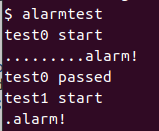 $ alarmtest
test0 start
.........alarm!
test0 passed
test1 start
.alarm!